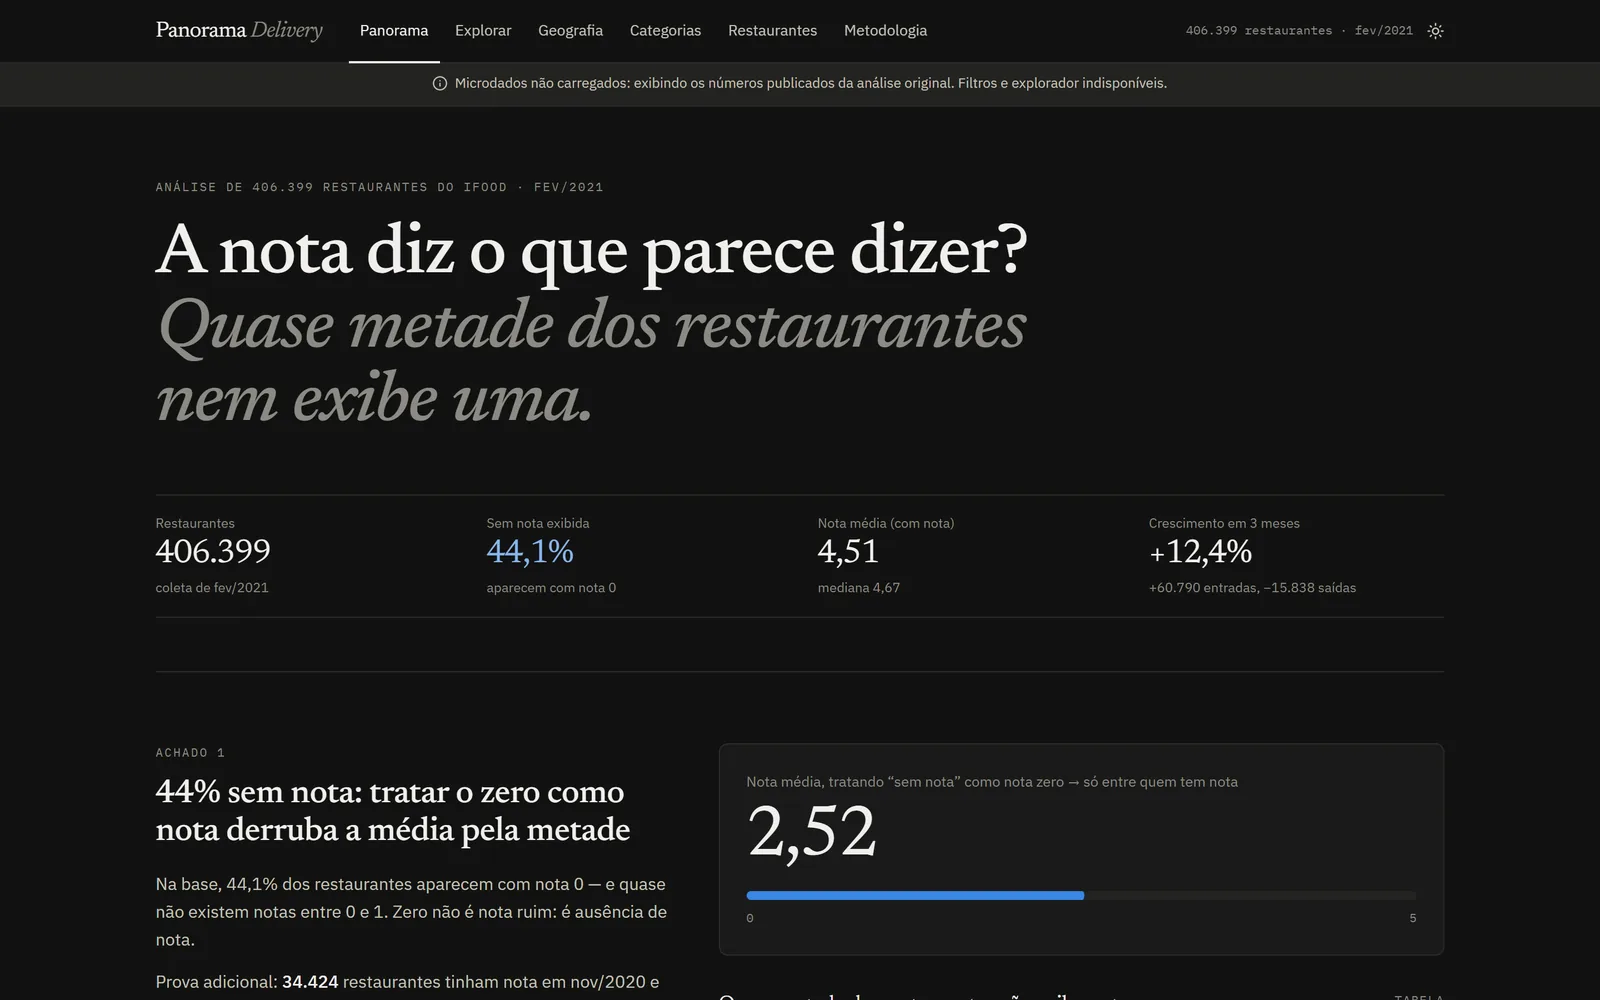 Panorama Delivery
Panorama
Explorar
Geografia
Categorias
Restaurantes
Metodologia
406.399 restaurantes · fev/2021
Microdados não carregados: exibindo os números publicados da análise original. Filtros e explorador indisponíveis.
ANÁLISE DE 406.399 RESTAURANTES DO IFOOD · FEV/2021
A nota diz o que parece dizer?
Quase metade dos restaurantes
nem exibe uma.
Restaurantes
406.399
coleta de fev/2021
Sem nota exibida
44,1%
aparecem com nota 0
Nota média (com nota)
4,51
mediana 4,67
Crescimento em 3 meses
+12,4%
+60.790 entradas, −15.838 saídas
ACHADO 1
44% sem nota: tratar o zero como
nota derruba a média pela metade
Na base, 44,1% dos restaurantes aparecem com nota 0 — e quase
não existem notas entre 0 e 1. Zero não é nota ruim: é ausência de
nota.
Prova adicional: 34.424 restaurantes tinham nota em nov/2020 e
Nota média, tratando “sem nota” como nota zero → só entre quem tem nota
2,52
0
5